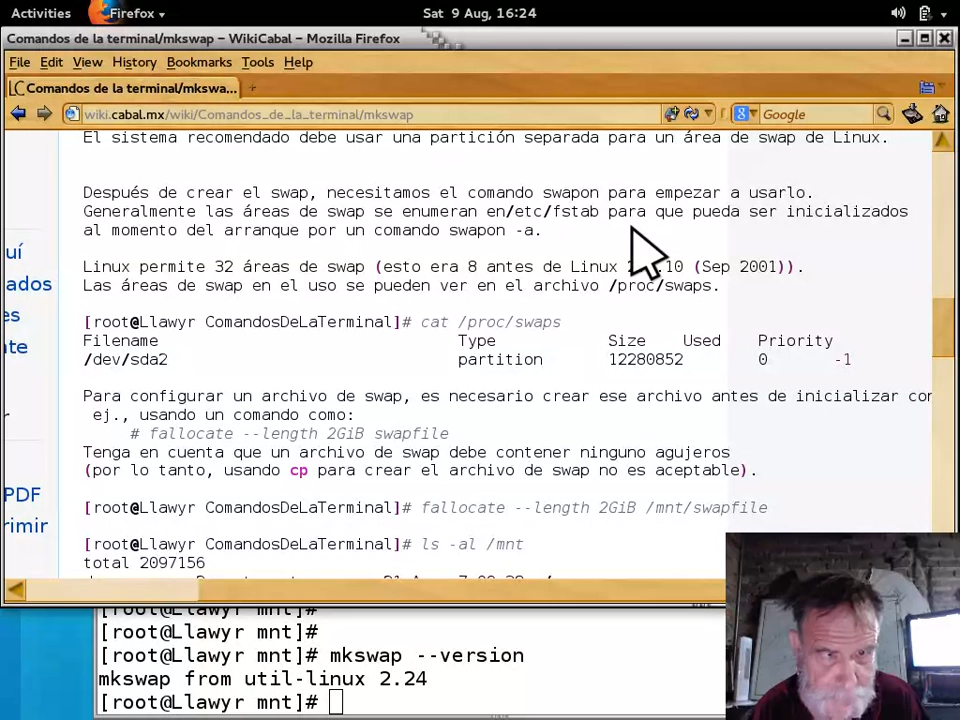 Activities Firefox Sat 9 Aug, 16:24
Comandos de la terminal/mkswap – WikiCabal – Mozilla Firefox
File Edit View History Bookmarks Tools Help
Comandos de la terminal/mkswa...
wiki.cabal.mx/wiki/Comandos_de_la_terminal/mkswap Google
El sistema recomendado debe usar una partición separada para un área de swap de Linux.
Después de crear el swap, necesitamos el comando swapon para empezar a usarlo.
Generalmente las áreas de swap se enumeran en/etc/fstab para que pueda ser inicializados
al momento del arranque por un comando swapon -a.
Linux permite 32 áreas de swap (esto era 8 antes de Linux 10 (Sep 2001)).
Las áreas de swap en el uso se pueden ver en el archivo /proc/swaps.
[root@Llawyr ComandosDeLaTerminal]# cat /proc/swaps
Filename Type Size Used Priority
/dev/sda2 partition 12280852 0 -1
Para configurar un archivo de swap, es necesario crear ese archivo antes de inicializar con
ej., usando un comando como:
# fallocate --length 2GiB swapfile
Tenga en cuenta que un archivo de swap debe contener ninguno agujeros
(por lo tanto, usando cp para crear el archivo de swap no es aceptable).
[root@Llawyr ComandosDeLaTerminal]# fallocate --length 2GiB /mnt/swapfile
[root@Llawyr ComandosDeLaTerminal]# ls -al /mnt
total 2097156
uí
ados
es
nte
r
PDF
rimir
[root@Llawyr mnt]#
[root@Llawyr mnt]#
[root@Llawyr mnt]# mkswap --version
mkswap from util-linux 2.24
[root@Llawyr mnt]#